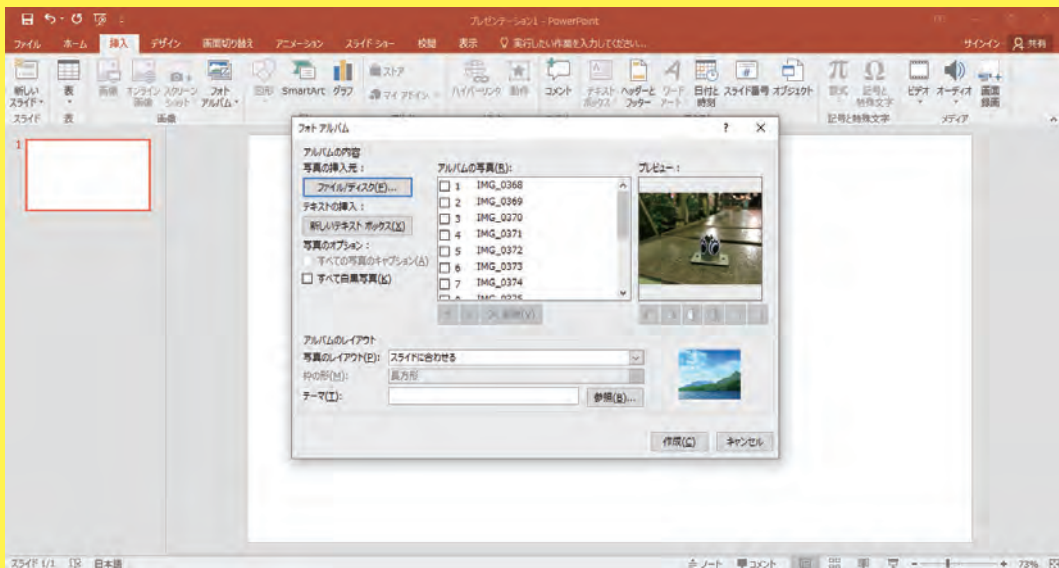 プレゼンテーション1 - PowerPoint
ファイル ホーム 挿入 デザイン 画面切り替え アニメーション スライド ショー 校閲 表示 実行したい作業を入力してください... サインイン 共有
新しいスライド 表 画像 オンライン画像 スクリーンショット フォトアルバム 図形 SmartArt グラフ ストア マイ アドイン ハイパーリンク 動作 コメント テキストボックス ヘッダーとフッター ワードアート 日付と時刻 スライド番号 オブジェクト 数式 記号と特殊文字 ビデオ オーディオ 画面録画
スライド 表 画像 記号と特殊文字 メディア
1
フォト アルバム ? ×
アルバムの内容
写真の挿入元: アルバムの写真(R): プレビュー:
ファイル/ディスク(F)...
テキストの挿入:
新しいテキスト ボックス(X)
写真のオプション:
すべての写真のキャプション(A)
すべて白黒写真(K)
1 IMG_0368
2 IMG_0369
3 IMG_0370
4 IMG_0371
5 IMG_0372
6 IMG_0373
7 IMG_0374
8 IMG_0375
削除(V)
アルバムのレイアウト
写真のレイアウト(P): スライドに合わせる
枠の形(M): 長方形
テーマ(T): 参照(B)...
作成(C) キャンセル
スライド 1/1 日本語 ノート コメント 73%